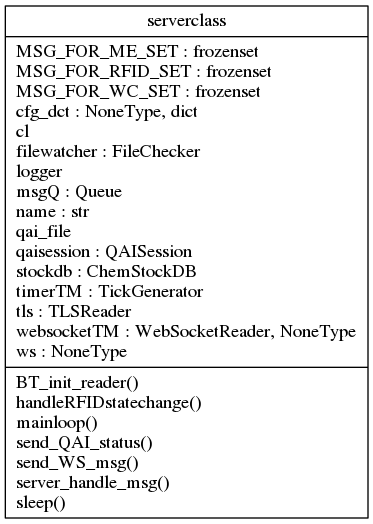 serverclass
MSG_FOR_ME_SET : frozenset
MSG_FOR_RFID_SET : frozenset
MSG_FOR_WC_SET : frozenset
cfg_dct : NoneType, dict
cl
filewatcher : FileChecker
logger
msgQ : Queue
name : str
qai_file
qaisession : QAISession
stockdb : ChemStockDB
timerTM : TickGenerator
tls : TLSReader
websocketTM : WebSocketReader, NoneType
ws : NoneType
BT_init_reader()
handleRFIDstatechange()
mainloop()
send_QAI_status()
send_WS_msg()
server_handle_msg()
sleep()